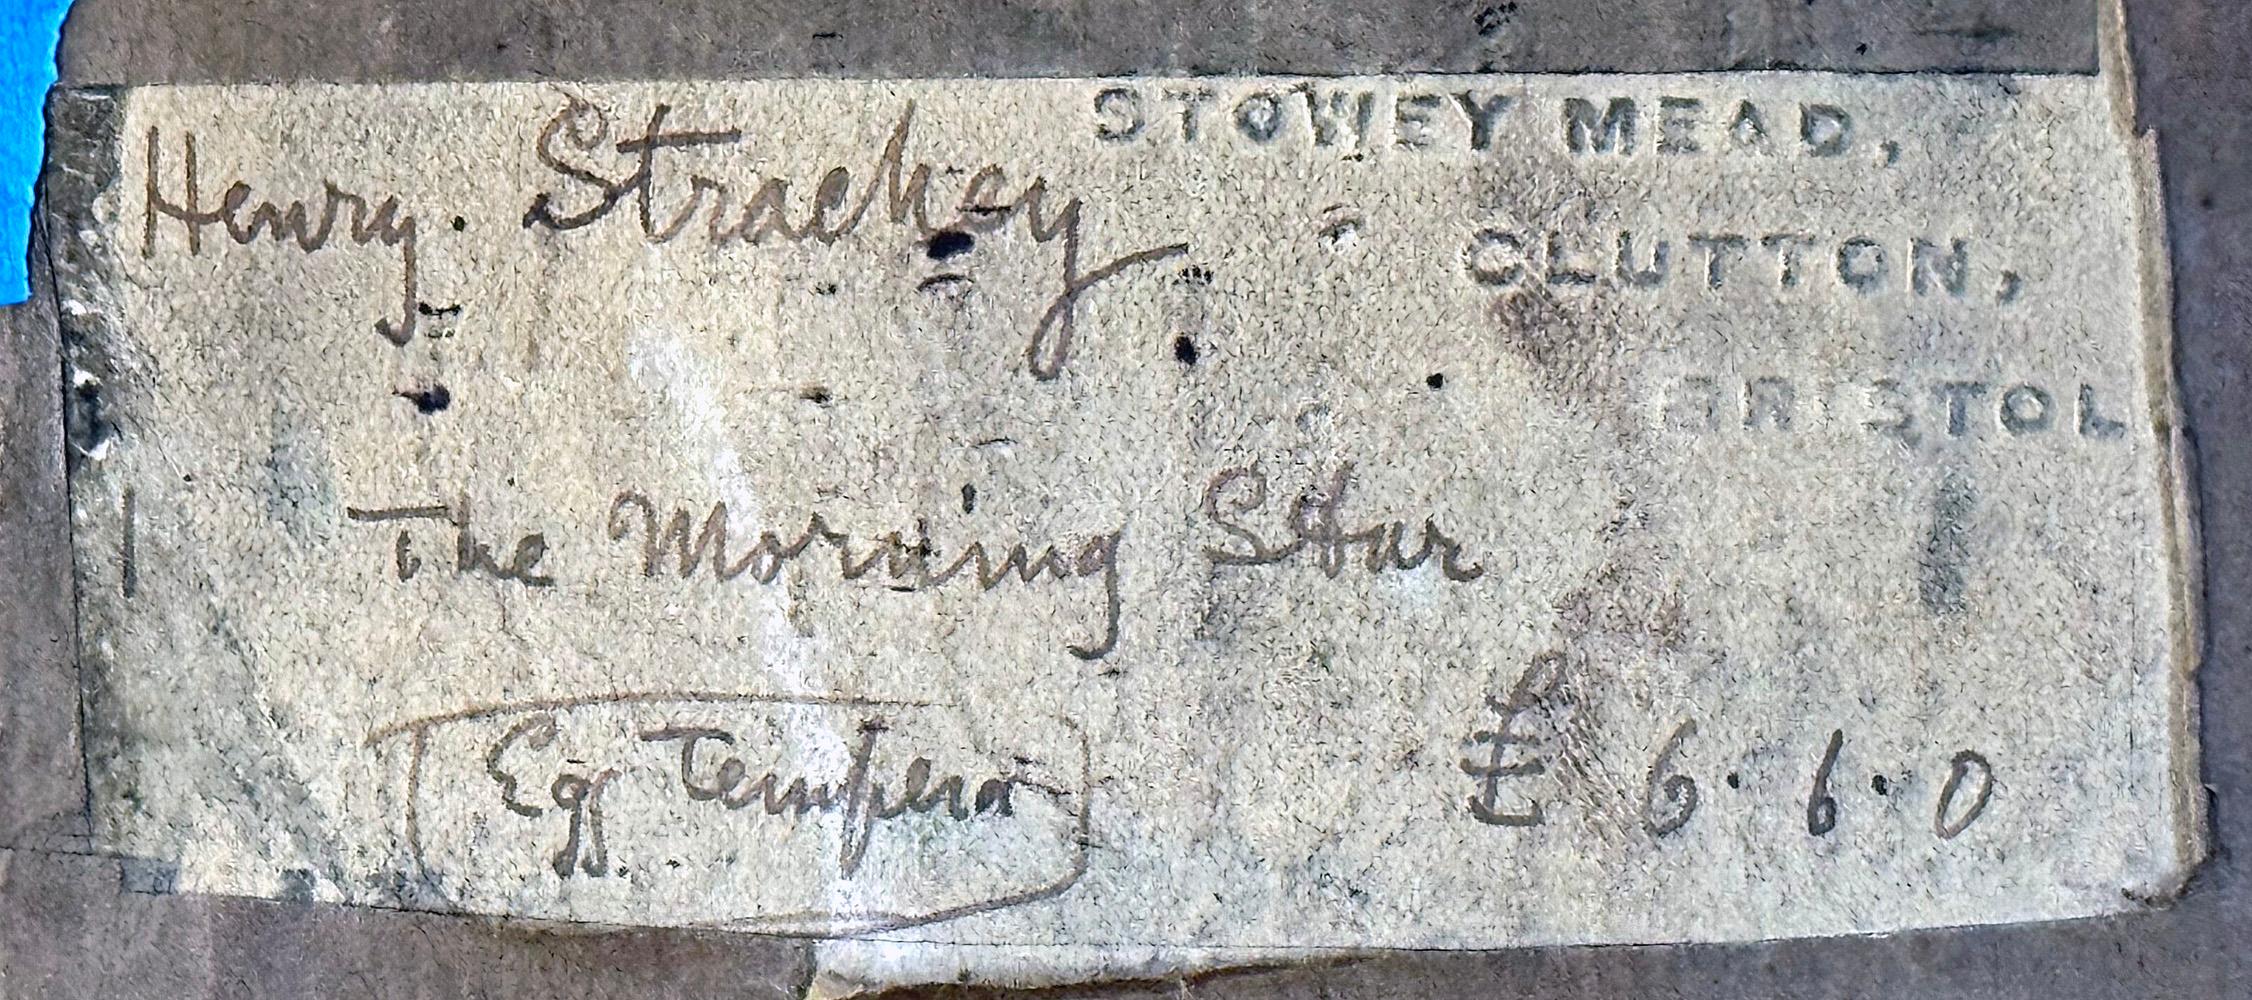 STOWEY MEAD,
Henry. Strachey
CLUTTON,
BRISTOL
1 The Morning Star
Egg Tempera
£ 6.6.0